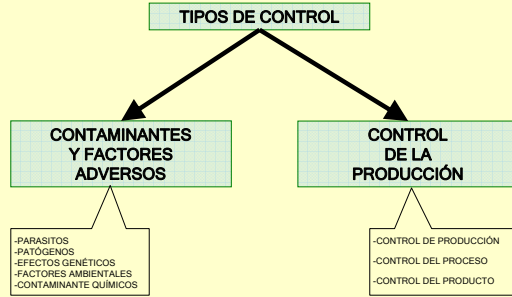 TIPOS DE CONTROL
CONTAMINANTES
Y FACTORES
ADVERSOS
CONTROL
DE LA
PRODUCCIÓN
-PARASITOS
-PATÓGENOS
-EFECTOS GENÉTICOS
-FACTORES AMBIENTALES
-CONTAMINANTE QUÍMICOS
-CONTROL DE PRODUCCIÓN
-CONTROL DEL PROCESO
-CONTROL DEL PRODUCTO